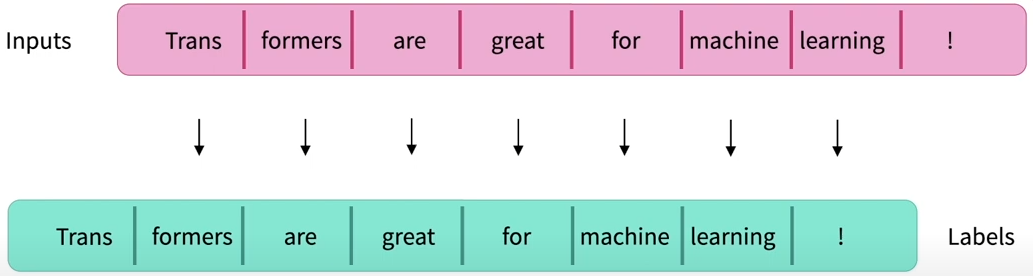 Inputs Trans formers are great for machine learning !
Trans formers are great for machine learning ! Labels